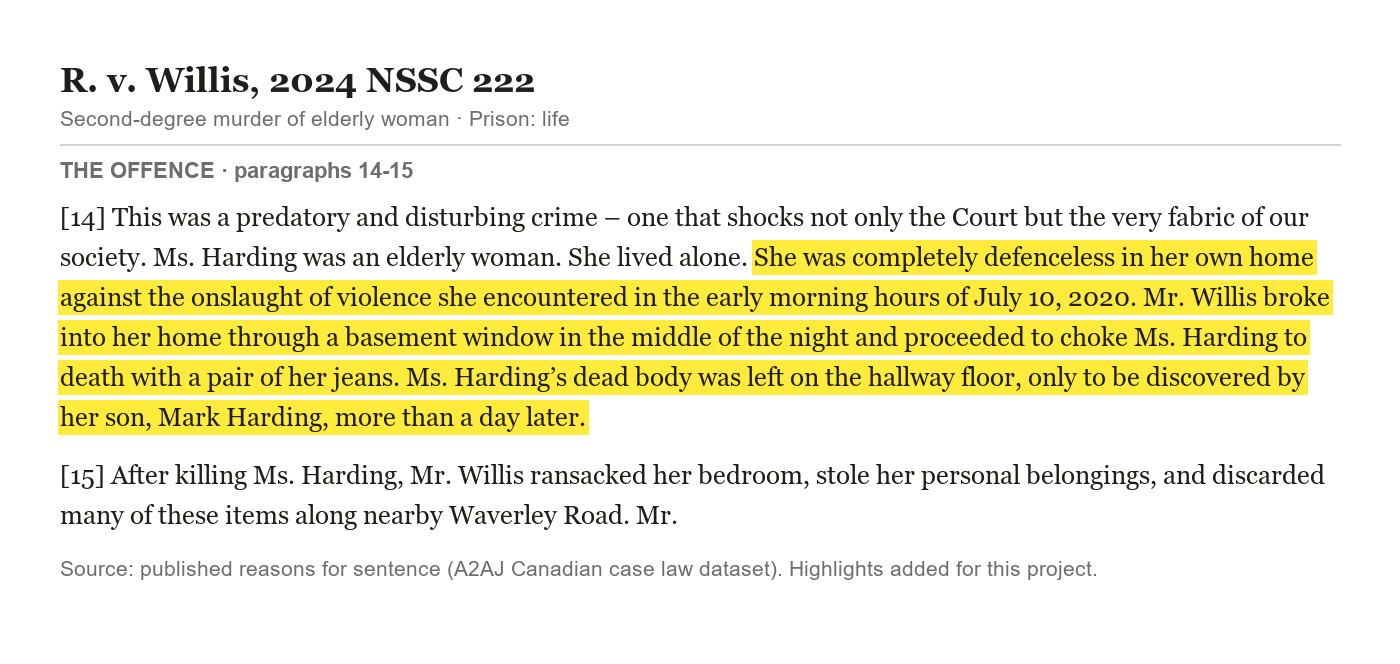 R. v. Willis, 2024 NSSC 222
Second-degree murder of elderly woman · Prison: life
THE OFFENCE · paragraphs 14-15
[14] This was a predatory and disturbing crime – one that shocks not only the Court but the very fabric of our
society. Ms. Harding was an elderly woman. She lived alone. She was completely defenceless in her own home
against the onslaught of violence she encountered in the early morning hours of July 10, 2020. Mr. Willis broke
into her home through a basement window in the middle of the night and proceeded to choke Ms. Harding to
death with a pair of her jeans. Ms. Harding’s dead body was left on the hallway floor, only to be discovered by
her son, Mark Harding, more than a day later.
[15] After killing Ms. Harding, Mr. Willis ransacked her bedroom, stole her personal belongings, and discarded
many of these items along nearby Waverley Road. Mr.
Source: published reasons for sentence (A2AJ Canadian case law dataset). Highlights added for this project.